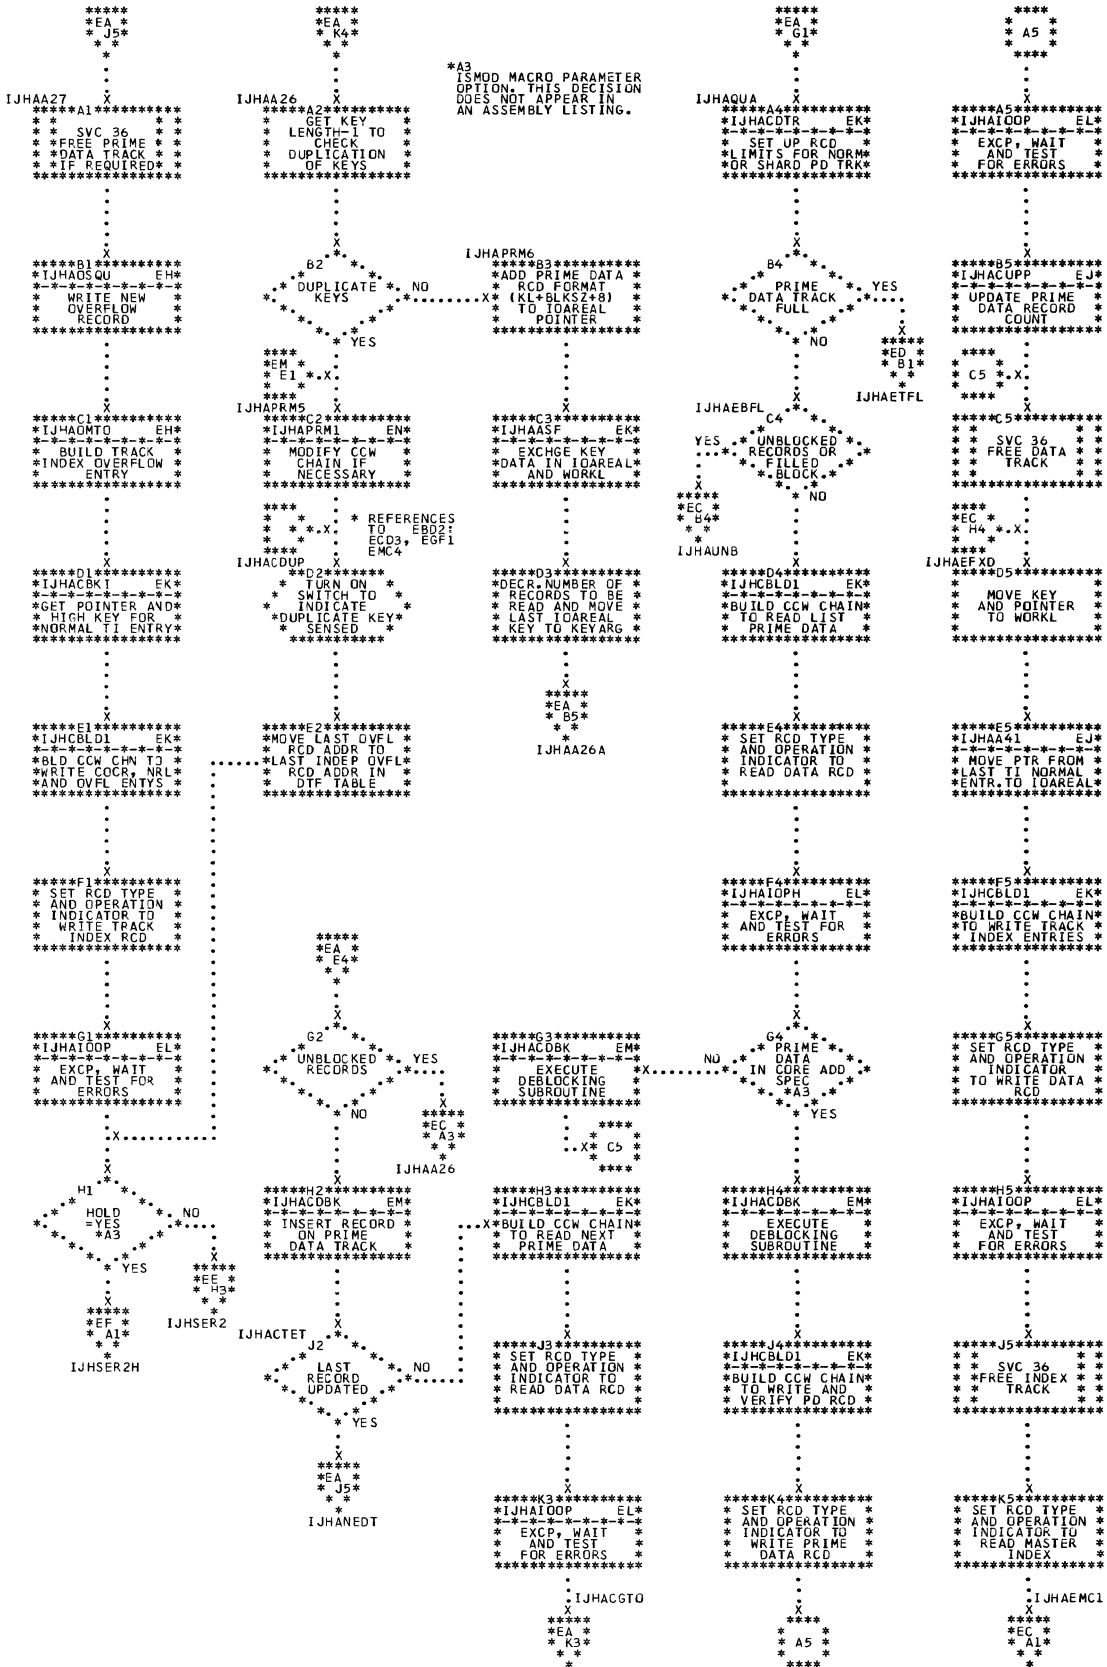 EA J5
IJHAA27
A1
SVC 36
FREE PRIME
DATA TRACK
IF REQUIRED
B1
IJHAOSQU EH
WRITE NEW
OVERFLOW
RECORD
C1
IJHAOMTO EH
BUILD TRACK
INDEX OVERFLOW
ENTRY
D1
IJHACBKI EK
GET POINTER AND
HIGH KEY FOR
NORMAL TI ENTRY
E1
IJHCBLD1 EK
BLD CCW CHN TO
WRITE COCR, NRL
AND OVFL ENTYS
F1
SET RCD TYPE
AND OPERATION
INDICATOR TO
WRITE TRACK
INDEX RCD
G1
IJHAIOOP EL
EXCP, WAIT
AND TEST FOR
ERRORS
H1
HOLD
=YES
*A3
NO
YES
EE H3
IJHSER2
EF A1
IJHSER2H
EA K4
IJHAA26
A2
GET KEY
LENGTH-1 TO
CHECK
DUPLICATION
OF KEYS
B2
DUPLICATE
KEYS
NO
YES
EM E1
IJHAPRM5
C2
IJHAPRM1 EN
MODIFY CCW
CHAIN IF
NECESSARY
* REFERENCES
TO EBD2:
ECD3, EGF1
EMC4
IJHACDUP
D2
TURN ON
SWITCH TO
INDICATE
DUPLICATE KEY
SENSED
E2
MOVE LAST OVFL
RCD ADDR TO
LAST INDEP OVFL
RCD ADDR IN
DTF TABLE
EA E4
G2
UNBLOCKED
RECORDS
YES
NO
EC A3
IJHAA26
H2
IJHACDBK EM
INSERT RECORD
ON PRIME
DATA TRACK
IJHACTET
J2
LAST
RECORD
UPDATED
NO
YES
EA J5
IJHANEDT
*A3
ISMOD MACRO PARAMETER
OPTION. THIS DECISION
DOES NOT APPEAR IN
AN ASSEMBLY LISTING.
IJHAPRM6
B3
ADD PRIME DATA
RCD FORMAT
(KL+BLKSZ+8)
TO IOAREAL
POINTER
C3
IJHAASF EK
EXCHGE KEY
DATA IN IOAREAL
AND WORKL
D3
DECR.NUMBER OF
RECORDS TO BE
READ AND MOVE
LAST IOAREAL
KEY TO KEYARG
EA B5
IJHAA26A
G3
IJHACDBK EM
EXECUTE
DEBLOCKING
SUBROUTINE
C5
H3
IJHCBLD1 EK
BUILD CCW CHAIN
TO READ NEXT
PRIME DATA
J3
SET RCD TYPE
AND OPERATION
INDICATOR TO
READ DATA RCD
K3
IJHAIOOP EL
EXCP, WAIT
AND TEST
FOR ERRORS
IJHACGTO
EA K3
EA G1
IJHAQUA
A4
IJHACDTR EK
SET UP RCD
LIMITS FOR NORM
OR SHARD PD TRK
B4
PRIME
DATA TRACK
FULL
YES
NO
ED B1
IJHAETFL
IJHAEBFL
C4
UNBLOCKED
RECORDS OR
FILLED
BLOCK
YES
NO
EC B4
IJHAUNB
D4
IJHCBLD1 EK
BUILD CCW CHAIN
TO READ LIST
PRIME DATA
E4
SET RCD TYPE
AND OPERATION
INDICATOR TO
READ DATA RCD
F4
IJHAIOPH EL
EXCP, WAIT
AND TEST FOR
ERRORS
G4
PRIME
DATA
IN CORE ADD
SPEC
*A3
NO
YES
H4
IJHACDBK EM
EXECUTE
DEBLOCKING
SUBROUTINE
J4
IJHCBLD1 EK
BUILD CCW CHAIN
TO WRITE AND
VERIFY PD RCD
K4
SET RCD TYPE
AND OPERATION
INDICATOR TO
WRITE PRIME
DATA RCD
A5
A5
A5
IJHAIOOP EL
EXCP, WAIT
AND TEST
FOR ERRORS
B5
IJHACUPP EJ
UPDATE PRIME
DATA RECORD
COUNT
C5
C5
SVC 36
FREE DATA
TRACK
EC H4
IJHAEFXD
D5
MOVE KEY
AND POINTER
TO WORKL
E5
IJHAA41 EJ
MOVE PTR FROM
LAST TI NORMAL
ENTR.TO IOAREAL
F5
IJHCBLD1 EK
BUILD CCW CHAIN
TO WRITE TRACK
INDEX ENTRIES
G5
SET RCD TYPE
AND OPERATION
INDICATOR
TO WRITE DATA
RCD
H5
IJHAIOOP EL
EXCP, WAIT
AND TEST
FOR ERRORS
J5
SVC 36
FREE INDEX
TRACK
K5
SET RCD TYPE
AND OPERATION
INDICATOR TO
READ MASTER
INDEX
IJHAEMC1
EC A1